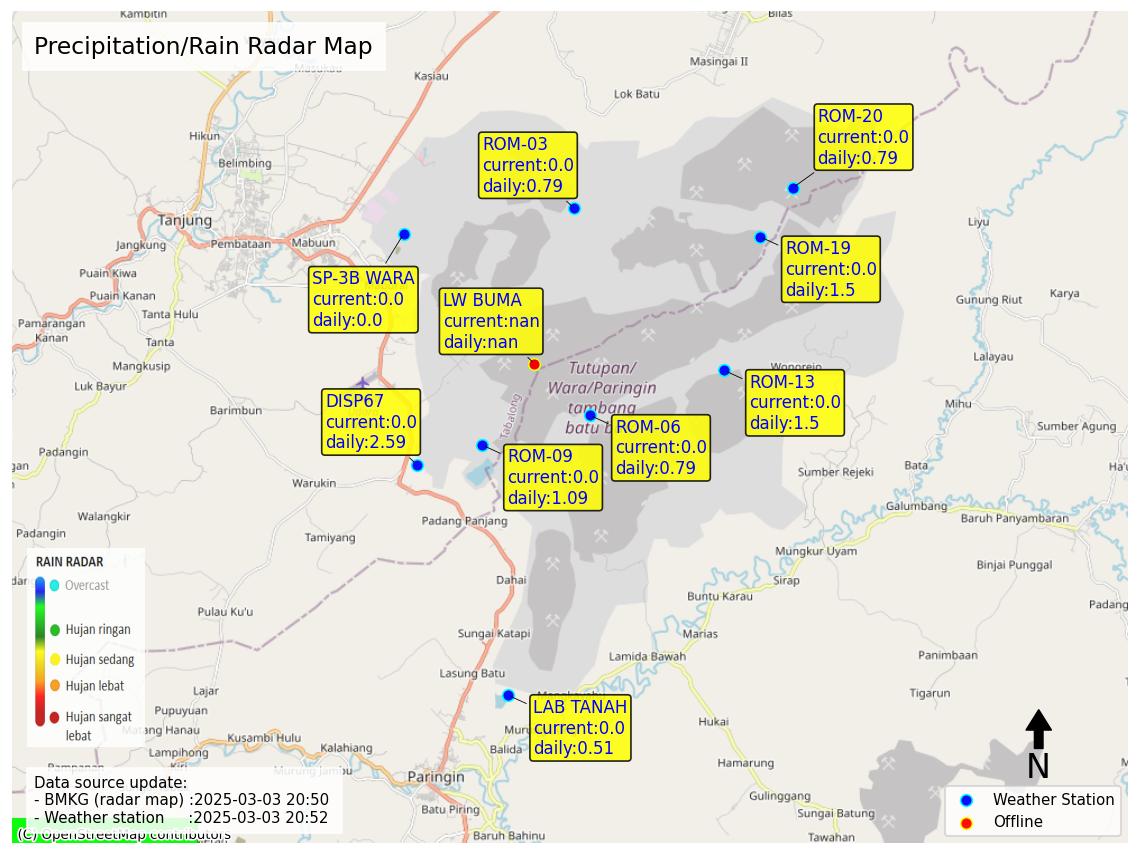 Precipitation/Rain Radar Map
Kambitin
Bilas
Masukau
Kasiau
Masingai II
Lok Batu
Hikun
Belimbing
Tanjung
Jangkung
Pembataan
Mabuun
Puain Kiwa
Puain Kanan
Tanta Hulu
Pamarangan
Kanan
Tanta
Mangkusip
Luk Bayur
Barimbun
Padangin
Warukin
Walangkir
Padangin
Tamiyang
Padang Panjang
Dahai
Pulau Ku'u
Sungai Katapi
Lasung Batu
Lajar
Pupuyuan
Matang Hanau
Kusambi Hulu
Lampihong
Kiri
Kalahiang
Pampanan
Murung Jambu
Paringin
Balida
Batu Piring
Baruh Bahinu
Liyu
Gunung Riut
Karya
Lalayau
Wonorejo
Mihu
Sumber Agung
Bata
Sumber Rejeki
Galumbang
Baruh Panyambaran
Mungkur Uyam
Binjai Punggal
Sirap
Buntu Karau
Marias
Lamida Bawah
Panimbaan
Tigarun
Hukai
Hamarung
Gulinggang
Sungai Batung
Tawahan
Tabalong
Tutupan/
Wara/Paringin
tambang
batu b
ROM-03
current:0.0
daily:0.79
ROM-20
current:0.0
daily:0.79
ROM-19
current:0.0
daily:1.5
SP-3B WARA
current:0.0
daily:0.0
LW BUMA
current:nan
daily:nan
ROM-13
current:0.0
daily:1.5
DISP67
current:0.0
daily:2.59
ROM-06
current:0.0
daily:0.79
ROM-09
current:0.0
daily:1.09
LAB TANAH
current:0.0
daily:0.51
RAIN RADAR
Overcast
Hujan ringan
Hujan sedang
Hujan lebat
Hujan sangat
lebat
Data source update:
- BMKG (radar map) :2025-03-03 20:50
- Weather station :2025-03-03 20:52
(C) OpenStreetMap contributors
N
Weather Station
Offline